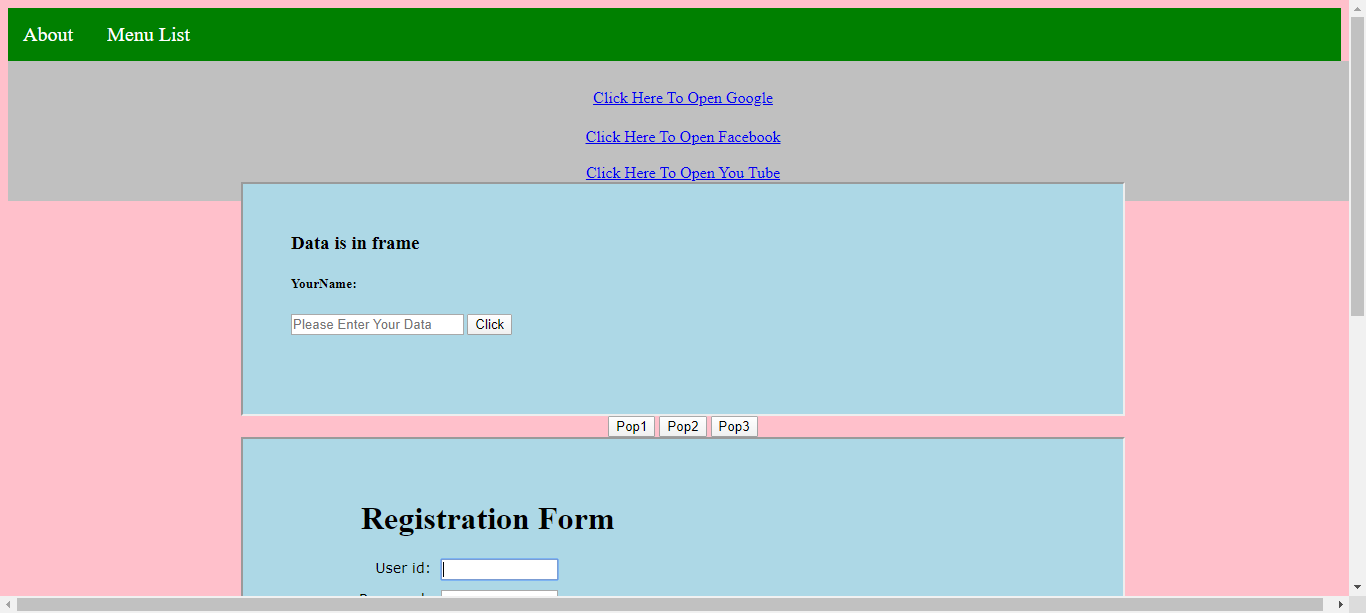 About Menu List
Click Here To Open Google
Click Here To Open Facebook
Click Here To Open You Tube
Data is in frame
YourName:
Please Enter Your Data Click
Pop1 Pop2 Pop3
Registration Form
User id: